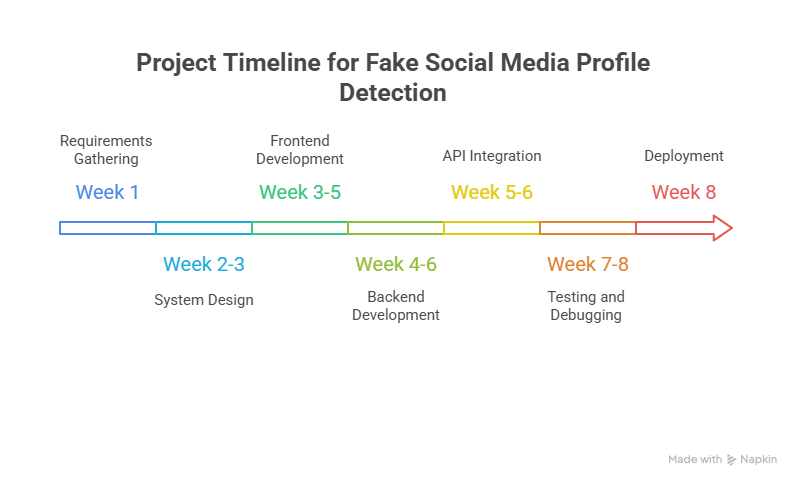 Project Timeline for Fake Social Media Profile
Detection
Requirements
Gathering
Week 1
Frontend
Development
Week 3-5
API Integration
Week 5-6
Deployment
Week 8
Week 2-3
System Design
Week 4-6
Backend
Development
Week 7-8
Testing and
Debugging
Made with Napkin